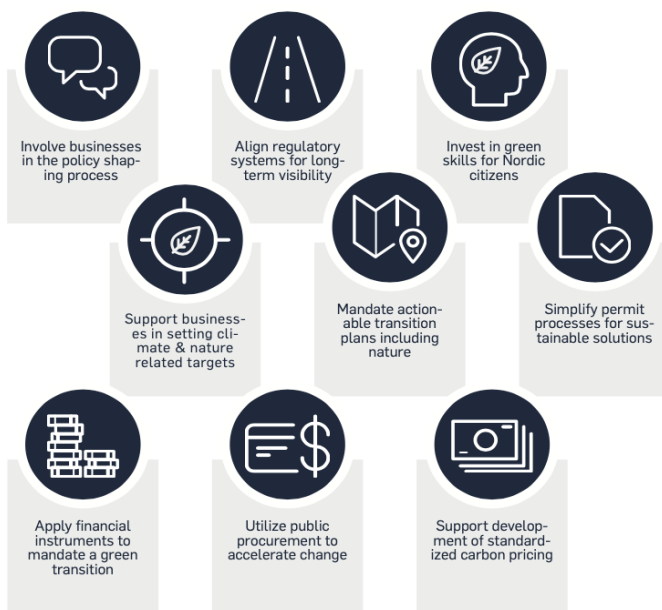 Involve businesses
in the policy shap-
ing process
Align regulatory
systems for long-
term visibility
Invest in green
skills for Nordic
citizens
Support business-
es in setting cli-
mate & nature
related targets
Mandate action-
able transition
plans including
nature
Simplify permit
processes for sus-
tainable solutions
Apply financial
instruments to
mandate a green
transition
Utilize public
procurement to
accelerate change
Support develop-
ment of standard-
ized carbon pricing